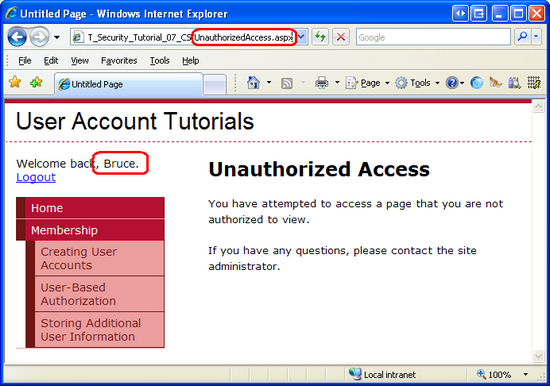 Untitled Page - Windows Internet Explorer
T_Security_Tutorial_07_CS/UnauthorizedAccess.aspx
Google
File Edit View Favorites Tools Help
Untitled Page
Page Tools
User Account Tutorials
Welcome back, Bruce.
Logout
Home
Membership
Creating User
Accounts
User-Based
Authorization
Storing Additional
User Information
Unauthorized Access
You have attempted to access a page that you are not
authorized to view.
If you have any questions, please contact the site
administrator.
Local intranet
100%